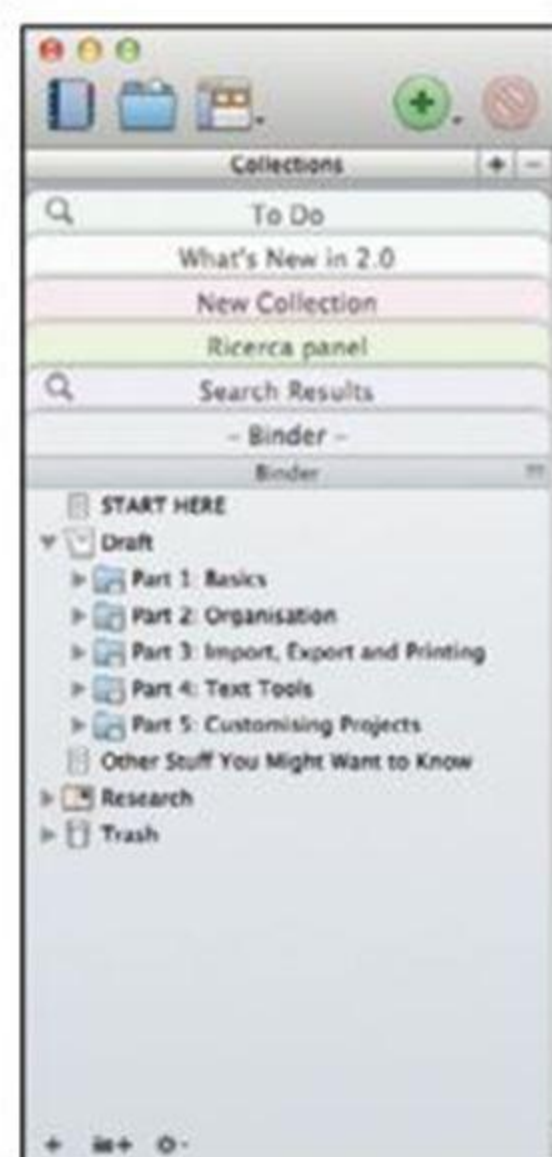 Collections
To Do
What's New in 2.0
New Collection
Ricerca panel
Search Results
- Binder -
Binder
START HERE
Draft
Part 1: Basics
Part 2: Organisation
Part 3: Import, Export and Printing
Part 4: Text Tools
Part 5: Customising Projects
Other Stuff You Might Want to Know
Research
Trash